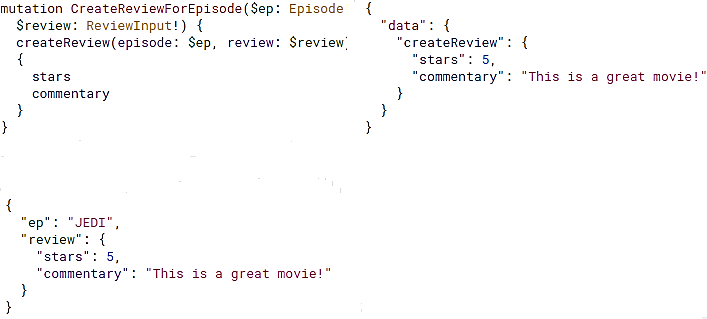 mutation CreateReviewForEpisode($ep: Episode
$review: ReviewInput!) {
createReview(episode: $ep, review: $review)
{
stars
commentary
}
}
{
"ep": "JEDI",
"review": {
"stars": 5,
"commentary": "This is a great movie!"
}
}
{
"data": {
"createReview": {
"stars": 5,
"commentary": "This is a great movie!"
}
}
}